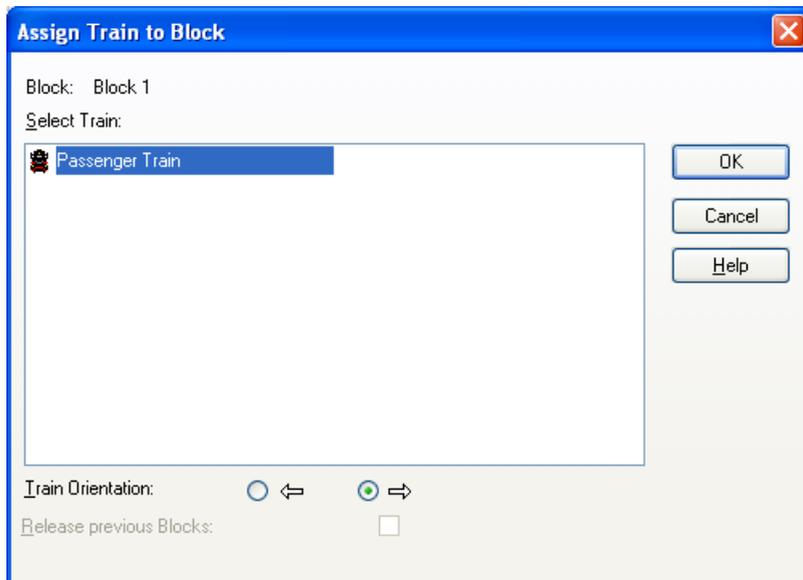 Assign Train to Block
Block: Block 1
Select Train:
Passenger Train
OK
Cancel
Help
Train Orientation:
Release previous Blocks: